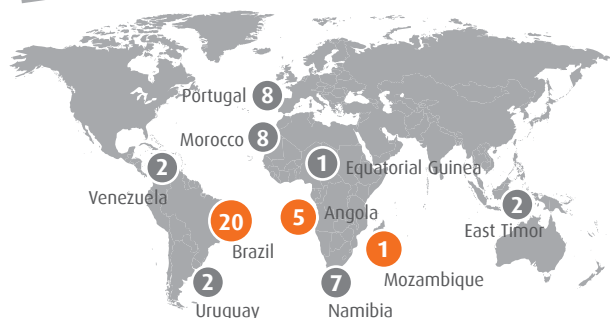 Portugal 8
Morocco 8
1 Equatorial Guinea
2
Venezuela
20
Brazil
5 Angola
2
East Timor
1
Mozambique
2
Uruguay
7
Namibia